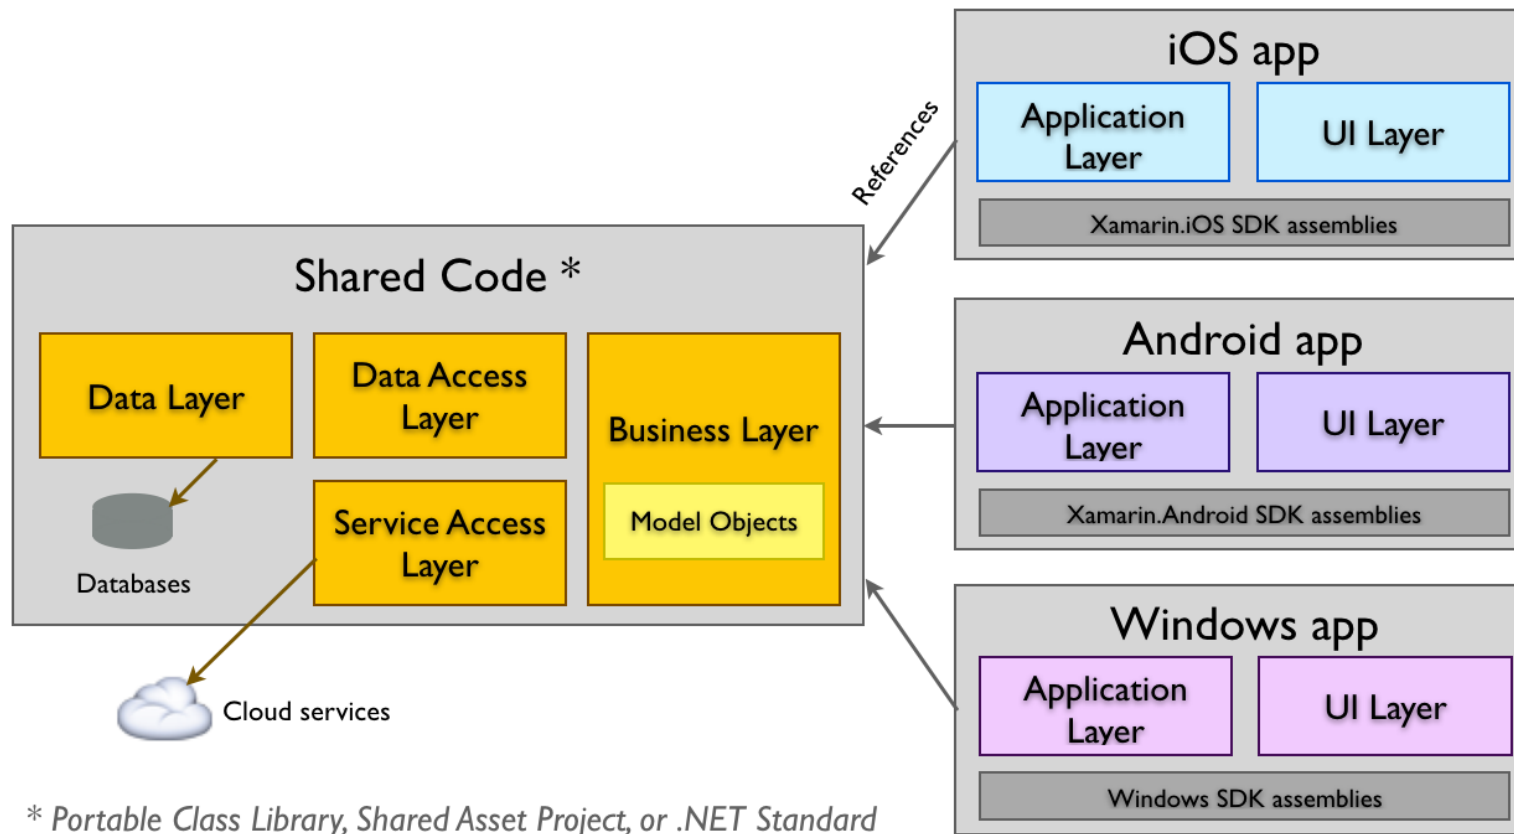 Shared Code *
Data Layer
Data Access
Layer
Business Layer
Model Objects
Service Access
Layer
Databases
Cloud services
References
iOS app
Application
Layer
UI Layer
Xamarin.iOS SDK assemblies
Android app
Application
Layer
UI Layer
Xamarin.Android SDK assemblies
Windows app
Application
Layer
UI Layer
Windows SDK assemblies
* Portable Class Library, Shared Asset Project, or .NET Standard